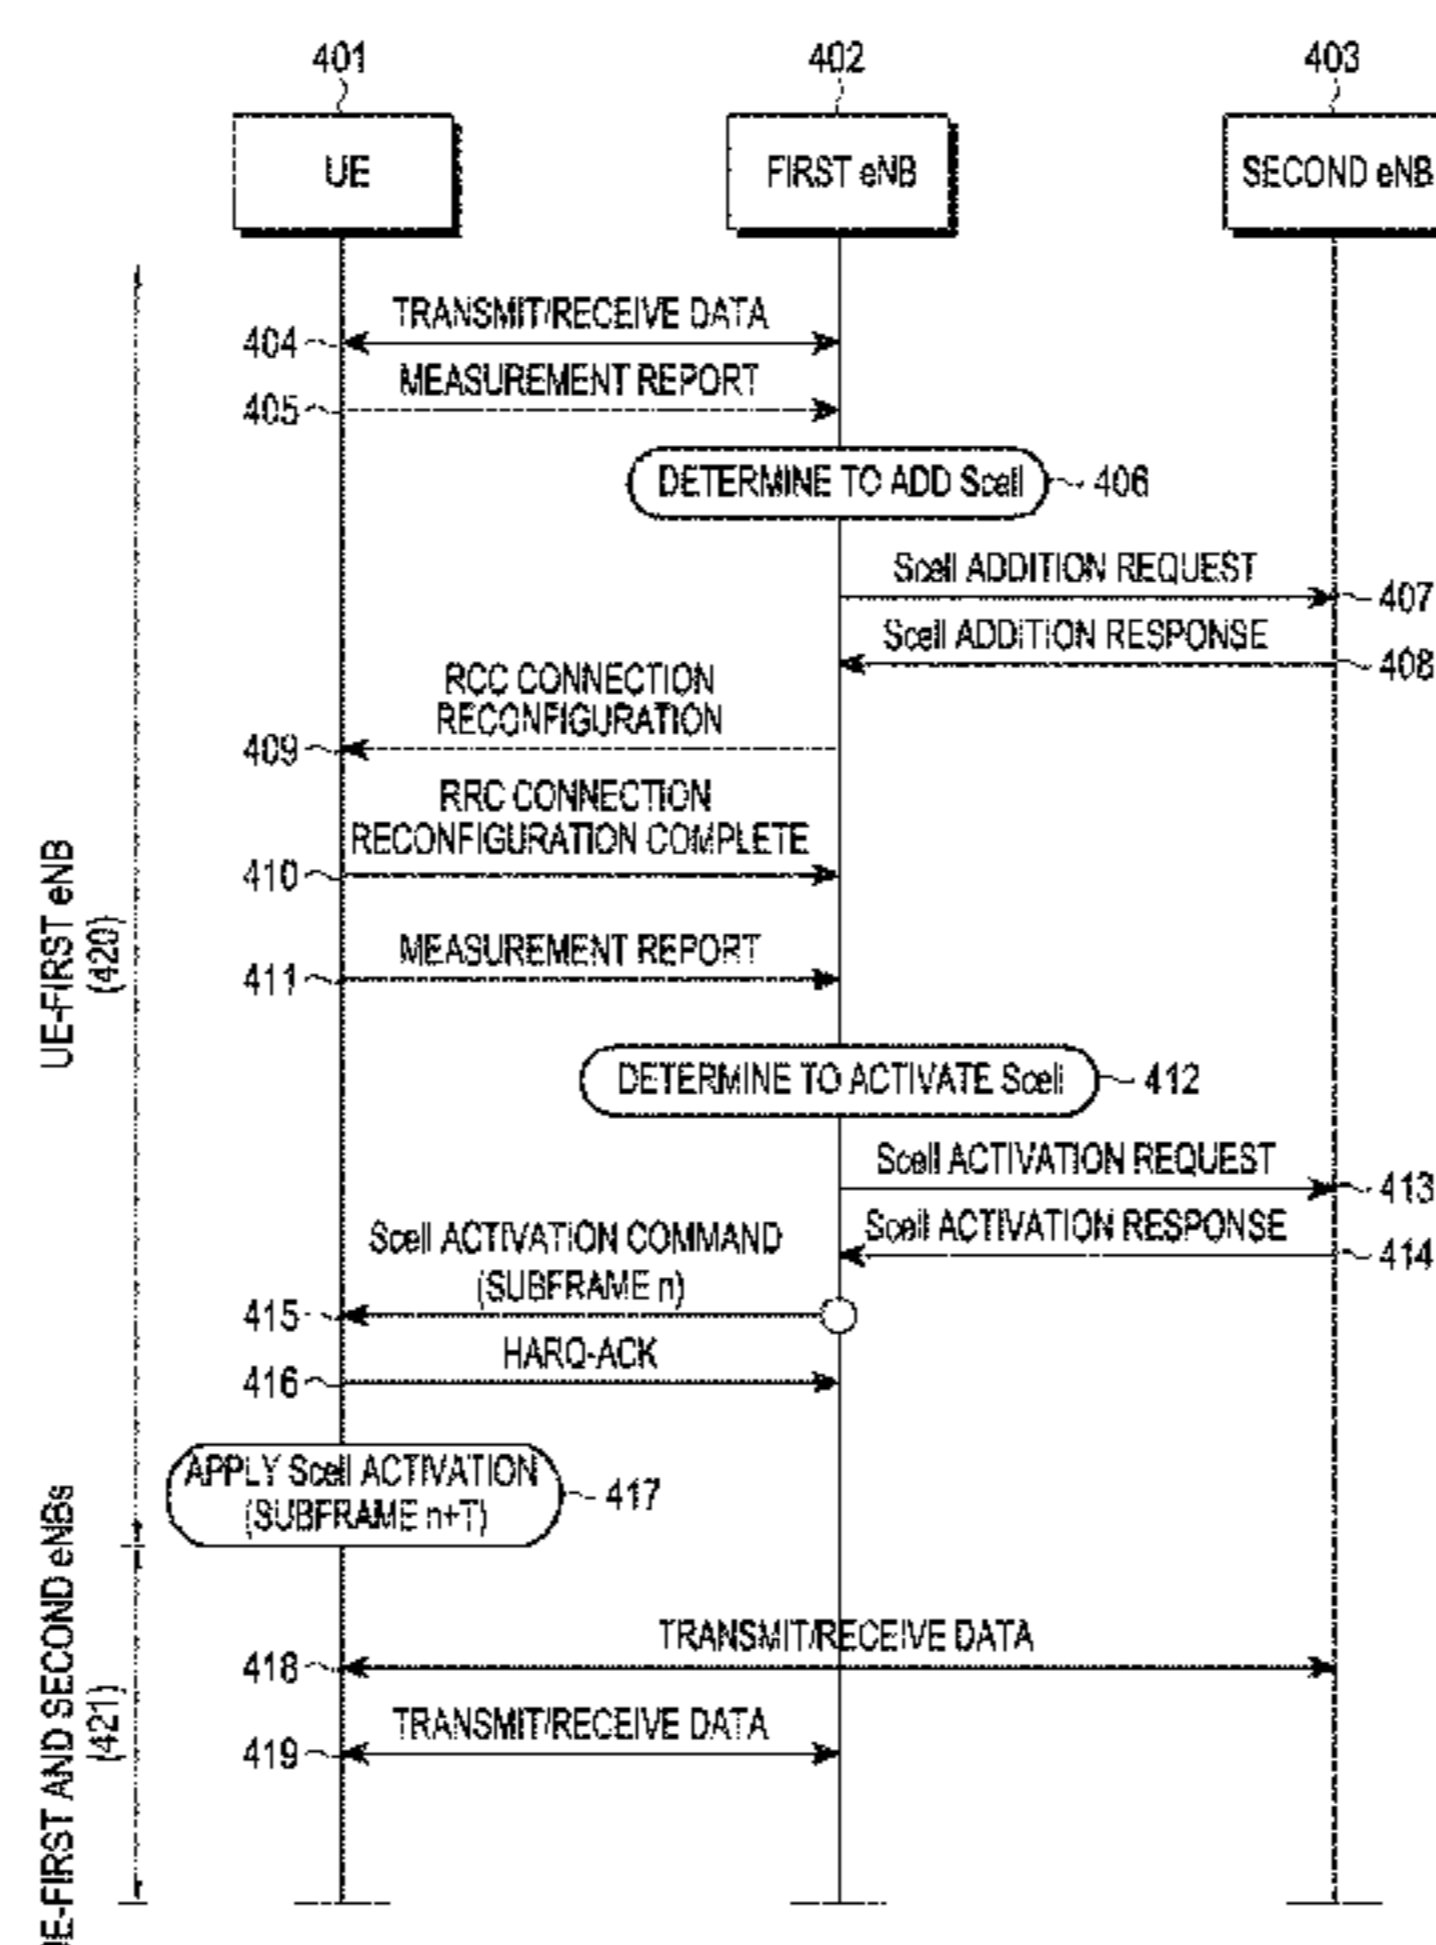 401
402
403
UE
FIRST eNB
SECOND eNB
TRANSMIT/RECEIVE DATA
404
MEASUREMENT REPORT
405
DETERMINE TO ADD Scell
406
Scell ADDITION REQUEST
407
Scell ADDITION RESPONSE
408
RCC CONNECTION
RECONFIGURATION
409
RRC CONNECTION
RECONFIGURATION COMPLETE
410
MEASUREMENT REPORT
411
DETERMINE TO ACTIVATE Scell
412
Scell ACTIVATION REQUEST
413
Scell ACTIVATION RESPONSE
414
Scell ACTIVATION COMMAND
(SUBFRAME n)
415
HARQ-ACK
416
APPLY Scell ACTIVATION
(SUBFRAME n+T)
417
TRANSMIT/RECEIVE DATA
418
TRANSMIT/RECEIVE DATA
419
UE-FIRST eNB
(420)
UE-FIRST AND SECOND eNBs
(421)